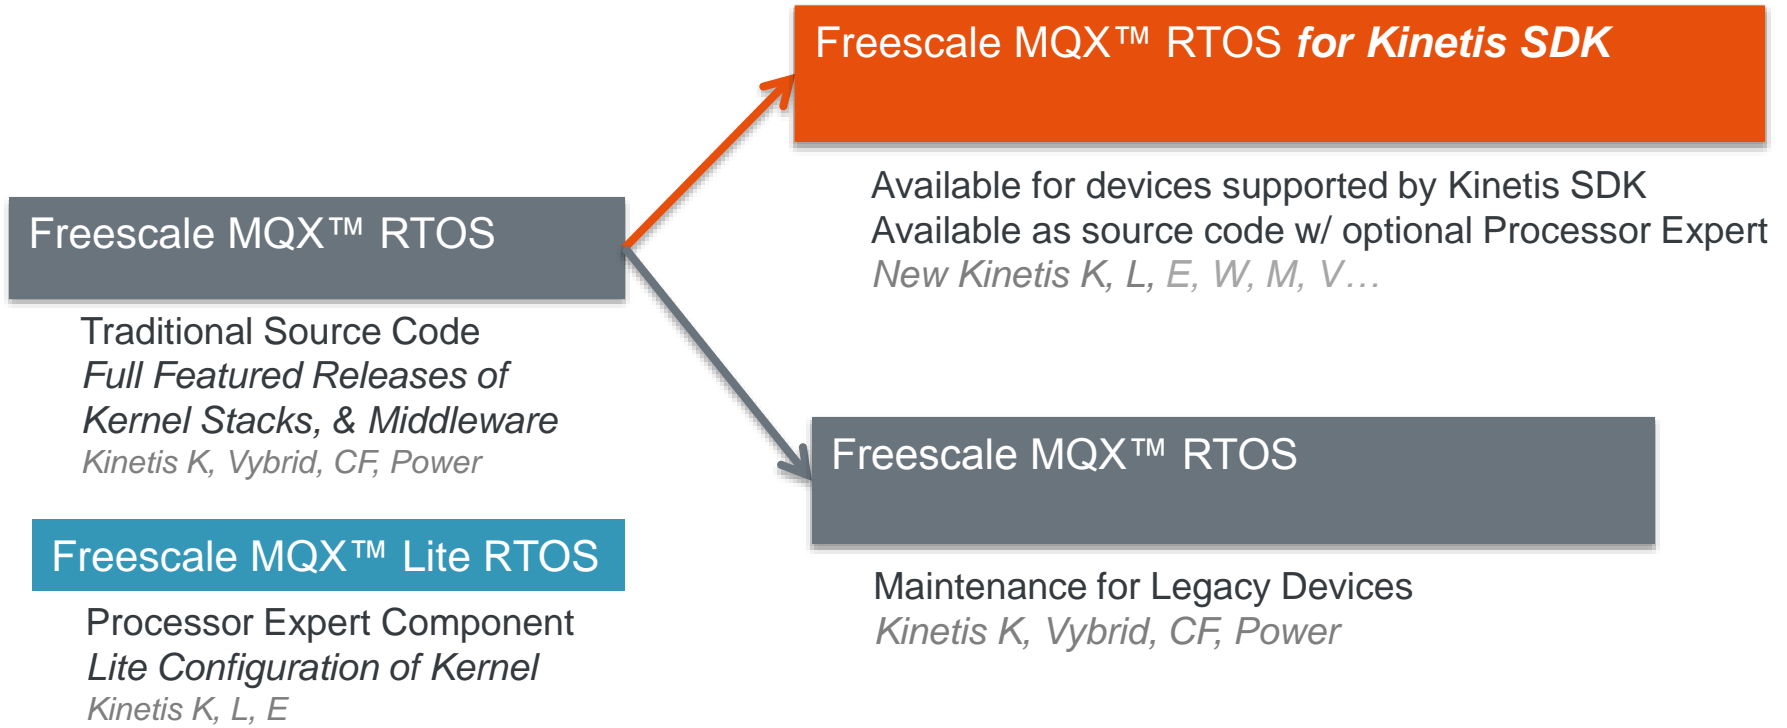 Freescale MQX™ RTOS
Traditional Source Code
Full Featured Releases of
Kernel Stacks, & Middleware
Kinetis K, Vybrid, CF, Power
Freescale MQX™ Lite RTOS
Processor Expert Component
Lite Configuration of Kernel
Kinetis K, L, E
Freescale MQX™ RTOS for Kinetis SDK
Available for devices supported by Kinetis SDK
Available as source code w/ optional Processor Expert
New Kinetis K, L, E, W, M, V…
Freescale MQX™ RTOS
Maintenance for Legacy Devices
Kinetis K, Vybrid, CF, Power